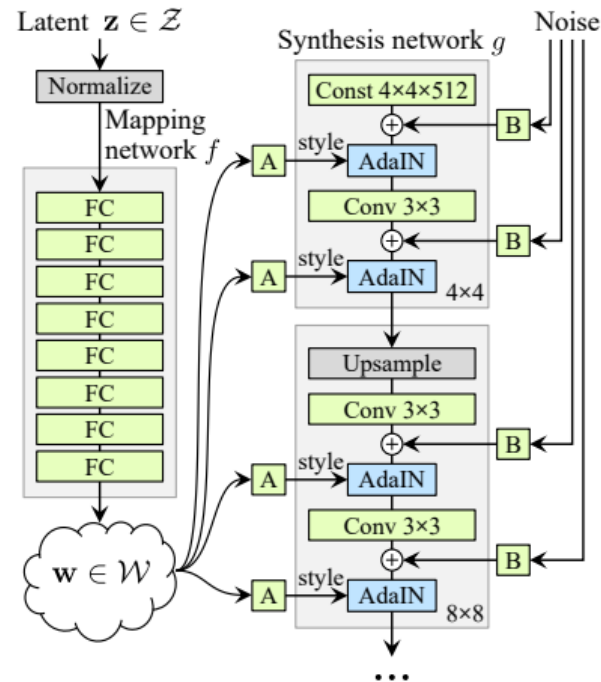 Latent z ∈ Z
Normalize
Mapping
network f
FC
FC
FC
FC
FC
FC
FC
FC
w ∈ W
Synthesis network g
Noise
Const 4×4×512
+
B
A
style
AdaIN
Conv 3×3
+
B
A
style
AdaIN
4×4
Upsample
Conv 3×3
+
B
A
style
AdaIN
Conv 3×3
+
B
A
style
AdaIN
8×8
...